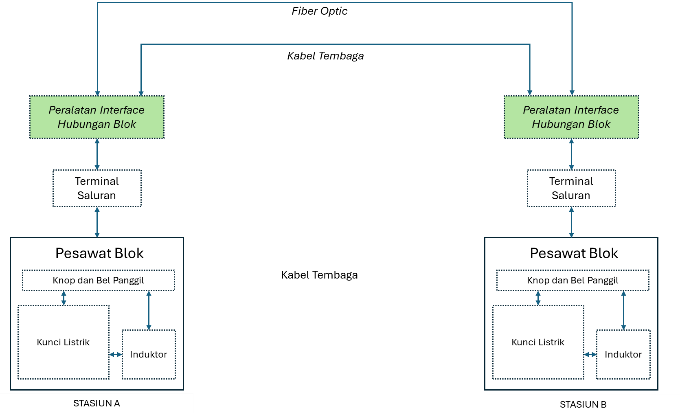 Fiber Optic
Kabel Tembaga
Peralatan Interface
Hubungan Blok
Peralatan Interface
Hubungan Blok
Terminal
Saluran
Terminal
Saluran
Pesawat Blok
Pesawat Blok
Kabel Tembaga
Knop dan Bel Panggil
Knop dan Bel Panggil
Kunci Listrik
Induktor
Kunci Listrik
Induktor
STASIUN A
STASIUN B